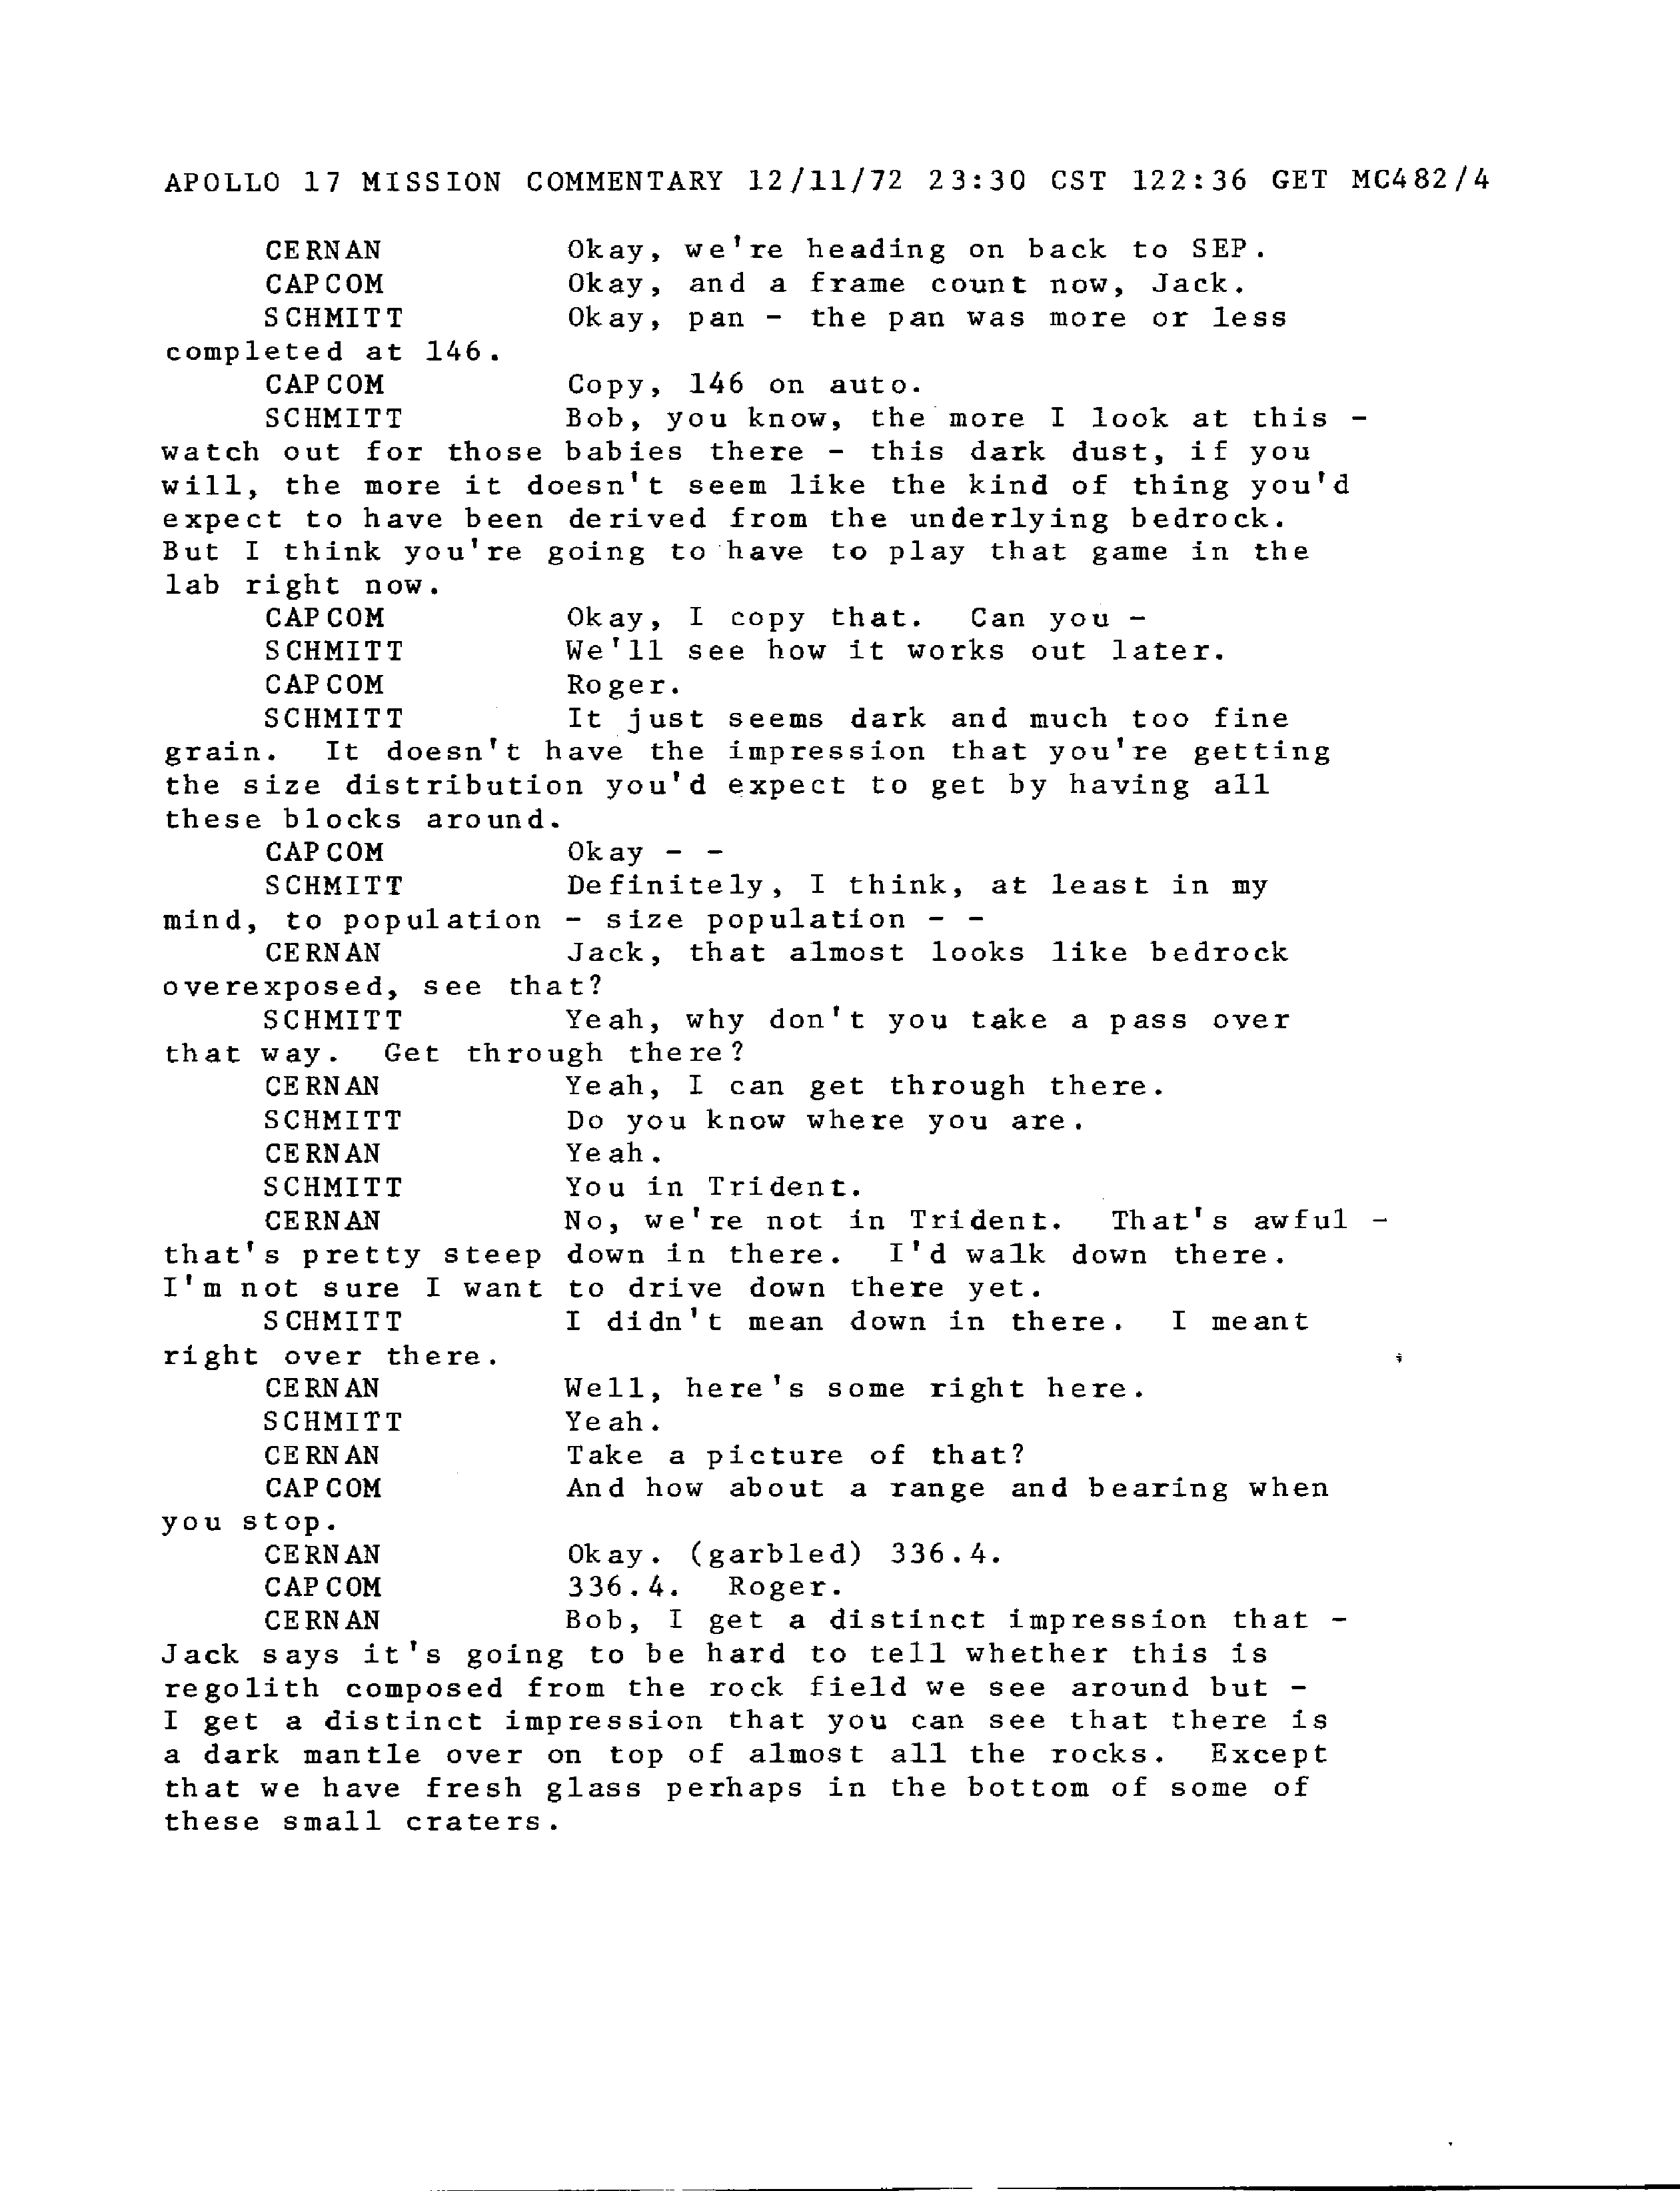 APOLLO 17 MISSION COMMENTARY 12/11/72 23:30 CST 122:36 GET MC482/4
CERNAN Okay, we're heading on back to SEP.
CAPCOM Okay, and a frame count now, Jack.
SCHMITT Okay, pan - the pan was more or less
completed at 146.
CAPCOM Copy, 146 on auto.
SCHMITT Bob, you know, the more I look at this -
watch out for those babies there - this dark dust, if you
will, the more it doesn't seem like the kind of thing you'd
expect to have been derived from the underlying bedrock.
But I think you're going to have to play that game in the
lab right now.
CAPCOM Okay, I copy that. Can you -
SCHMITT We'll see how it works out later.
CAPCOM Roger.
SCHMITT It just seems dark and much too fine
grain. It doesn't have the impression that you're getting
the size distribution you'd expect to get by having all
these blocks around.
CAPCOM Okay - -
SCHMITT Definitely, I think, at least in my
mind, to population - size population - -
CERNAN Jack, that almost looks like bedrock
overexposed, see that?
SCHMITT Yeah, why don't you take a pass over
that way. Get through there?
CERNAN Yeah, I can get through there.
SCHMITT Do you know where you are.
CERNAN Yeah.
SCHMITT You in Trident.
CERNAN No, we're not in Trident. That's awful -
that's pretty steep down in there. I'd walk down there.
I'm not sure I want to drive down there yet.
SCHMITT I didn't mean down in there. I meant
right over there.
CERNAN Well, here's some right here.
SCHMITT Yeah.
CERNAN Take a picture of that?
CAPCOM And how about a range and bearing when
you stop.
CERNAN Okay. (garbled) 336.4.
CAPCOM 336.4. Roger.
CERNAN Bob, I get a distinct impression that -
Jack says it's going to be hard to tell whether this is
regolith composed from the rock field we see around but -
I get a distinct impression that you can see that there is
a dark mantle over on top of almost all the rocks. Except
that we have fresh glass perhaps in the bottom of some of
these small craters.